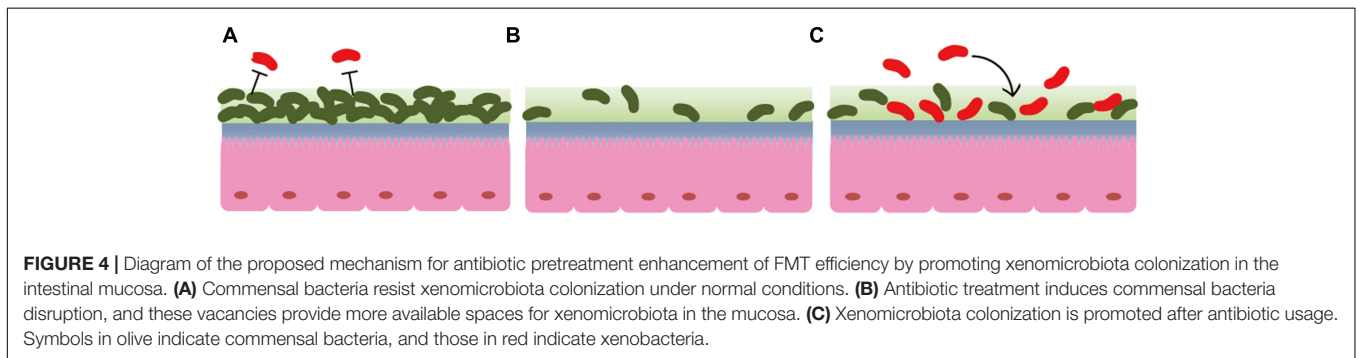 A B C
FIGURE 4 | Diagram of the proposed mechanism for antibiotic pretreatment enhancement of FMT efficiency by promoting xenomicrobiota colonization in the
intestinal mucosa. (A) Commensal bacteria resist xenomicrobiota colonization under normal conditions. (B) Antibiotic treatment induces commensal bacteria
disruption, and these vacancies provide more available spaces for xenomicrobiota in the mucosa. (C) Xenomicrobiota colonization is promoted after antibiotic usage.
Symbols in olive indicate commensal bacteria, and those in red indicate xenobacteria.